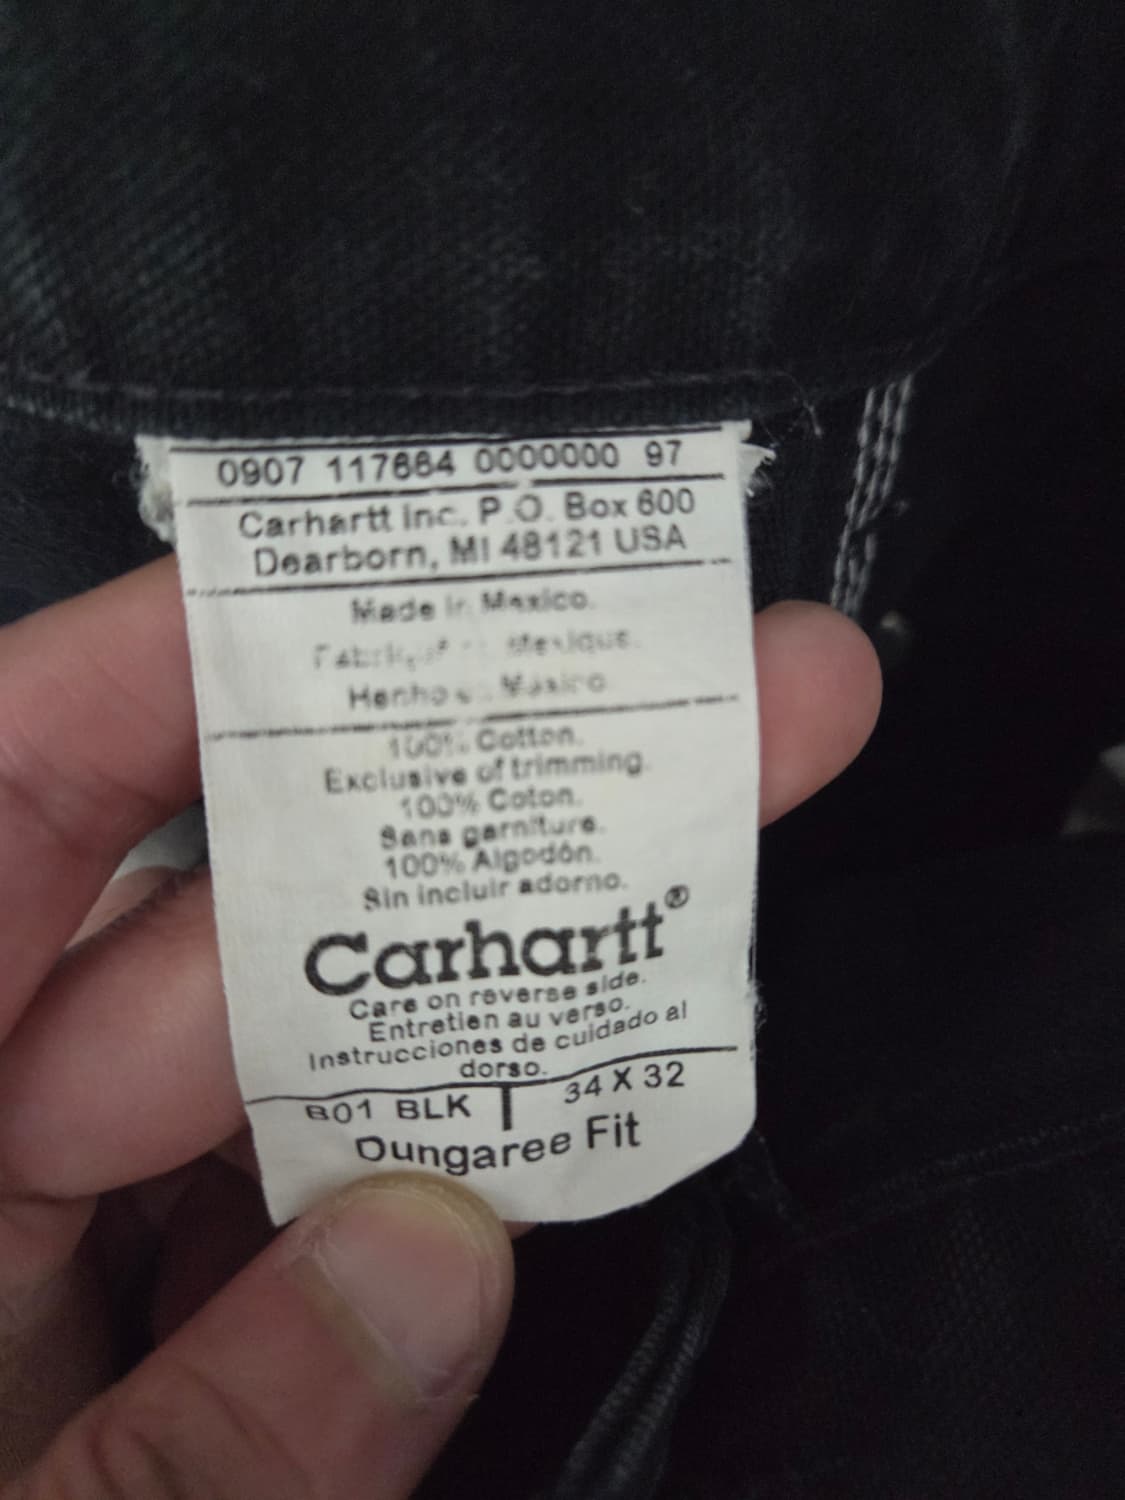 0907 117664 0000000 97
Carhartt Inc. P.O. Box 600
Dearborn, MI 48121 USA
Made in Mexico.
Mexique.
100% Cotton.
Exclusive of trimming.
100% Coton.
Sans garniture.
100% Algodón.
Sin incluir adorno.
Carhartt®
Care on reverse side.
Entretien au verso.
Instrucciones de cuidado al
dorso.
B01 BLK 34 X 32
Dungaree Fit